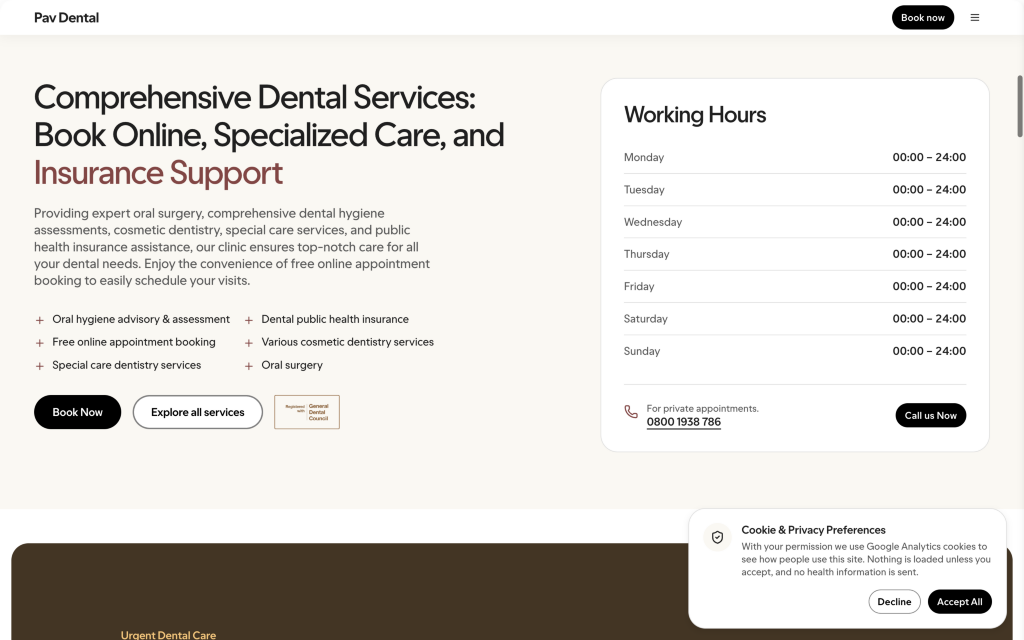 Pav Dental
Book now
Comprehensive Dental Services:
Book Online, Specialized Care, and
Insurance Support
Providing expert oral surgery, comprehensive dental hygiene
assessments, cosmetic dentistry, special care services, and public
health insurance assistance, our clinic ensures top-notch care for all
your dental needs. Enjoy the convenience of free online appointment
booking to easily schedule your visits.
Oral hygiene advisory & assessment
Dental public health insurance
Free online appointment booking
Various cosmetic dentistry services
Special care dentistry services
Oral surgery
Book Now
Explore all services
Registered with
General
Dental
Council
Working Hours
Monday 00:00 – 24:00
Tuesday 00:00 – 24:00
Wednesday 00:00 – 24:00
Thursday 00:00 – 24:00
Friday 00:00 – 24:00
Saturday 00:00 – 24:00
Sunday 00:00 – 24:00
For private appointments.
0800 1938 786
Call us Now
Cookie & Privacy Preferences
With your permission we use Google Analytics cookies to
see how people use this site. Nothing is loaded unless you
accept, and no health information is sent.
Decline
Accept All
Urgent Dental Care